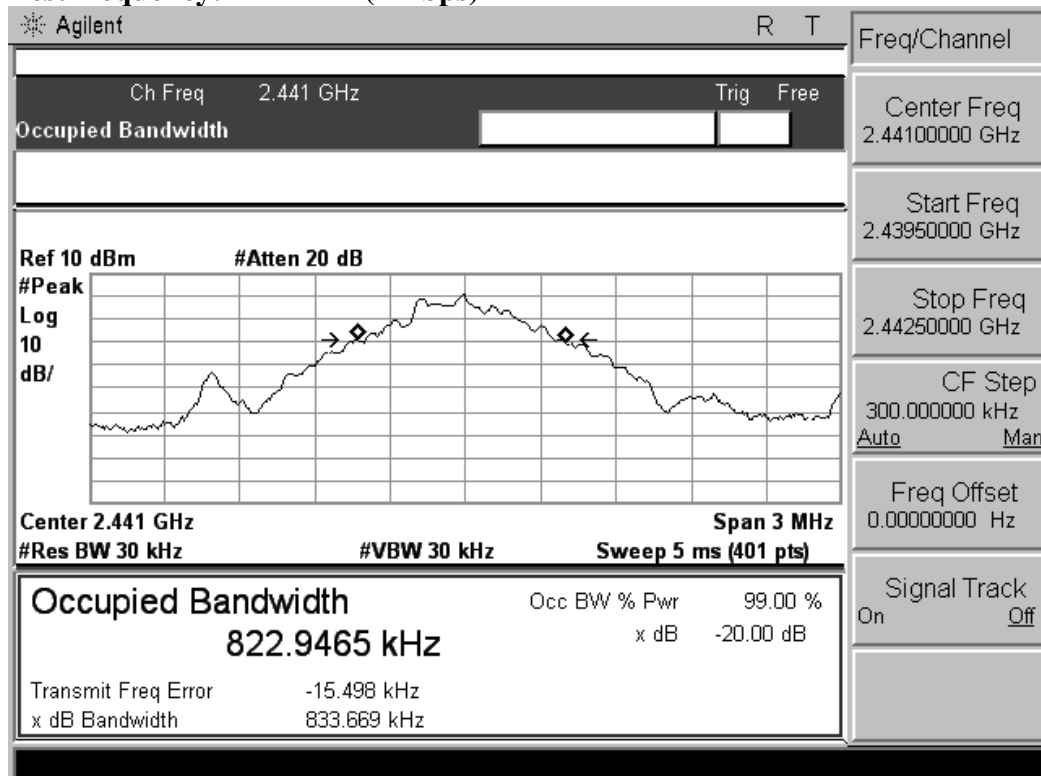 Agilent R T
Freq/Channel
Ch Freq 2.441 GHz Trig Free
Occupied Bandwidth
Center Freq
2.44100000 GHz
Start Freq
2.43950000 GHz
Stop Freq
2.44250000 GHz
CF Step
300.000000 kHz
Auto Man
Freq Offset
0.00000000 Hz
Signal Track
On Off
Ref 10 dBm #Atten 20 dB
#Peak
Log
10
dB/
Center 2.441 GHz Span 3 MHz
#Res BW 30 kHz #VBW 30 kHz Sweep 5 ms (401 pts)
Occupied Bandwidth
822.9465 kHz
Occ BW % Pwr 99.00 %
x dB -20.00 dB
Transmit Freq Error -15.498 kHz
x dB Bandwidth 833.669 kHz